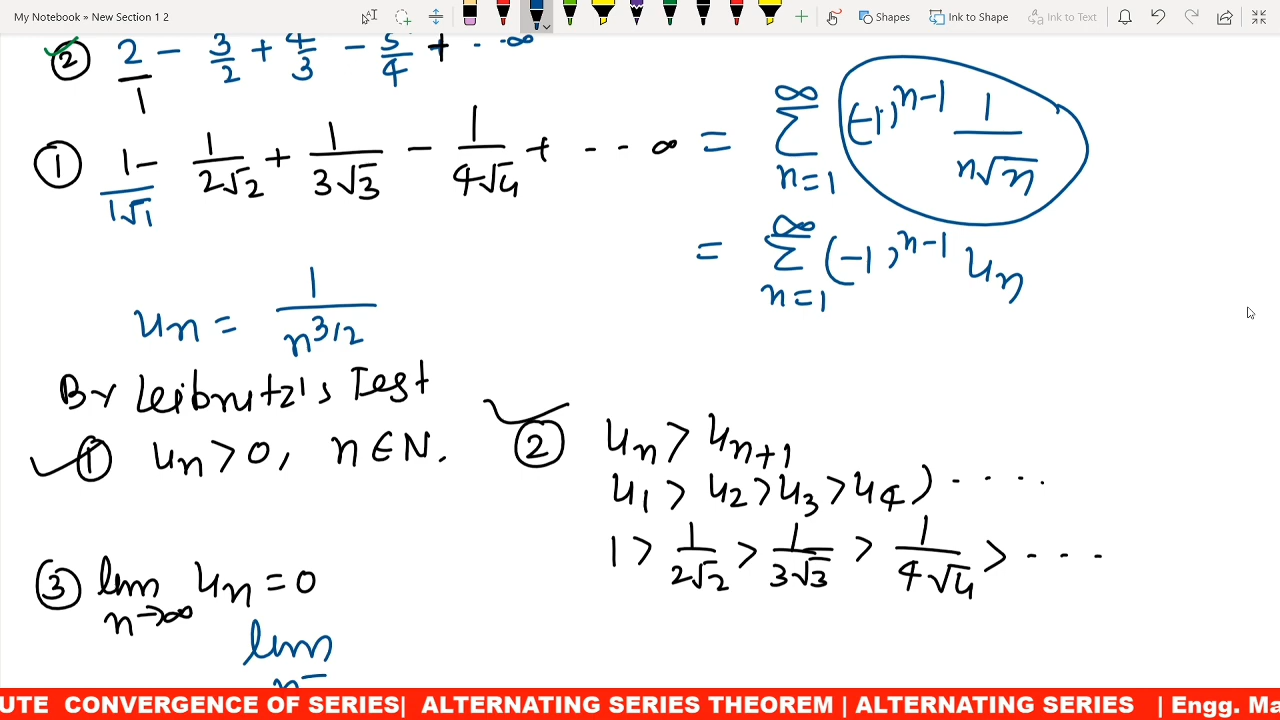 My Notebook » New Section 1 2
Shapes Ink to Shape Ink to Text
② 2/1 − 3/2 + 4/3 − 5/4 + - -∞
① 1/1√1 − 1/2√2 + 1/3√3 − 1/4√4 + - - - ∞ = ∞Σn=1 (-1)^n-1 1/n√n
= ∞Σn=1 (-1)^n-1 un
un = 1/n^3/2
By Leibnitz's Test
① un > 0, n ∈ N.
② un > un+1
u1 > u2 > u3 > u4 ) - - - -
1 > 1/2√2 > 1/3√3 > 1/4√4 > - - - -
③ lim n→∞ un = 0
lim
UTE CONVERGENCE OF SERIES| ALTERNATING SERIES THEOREM | ALTERNATING SERIES | Engg. Ma